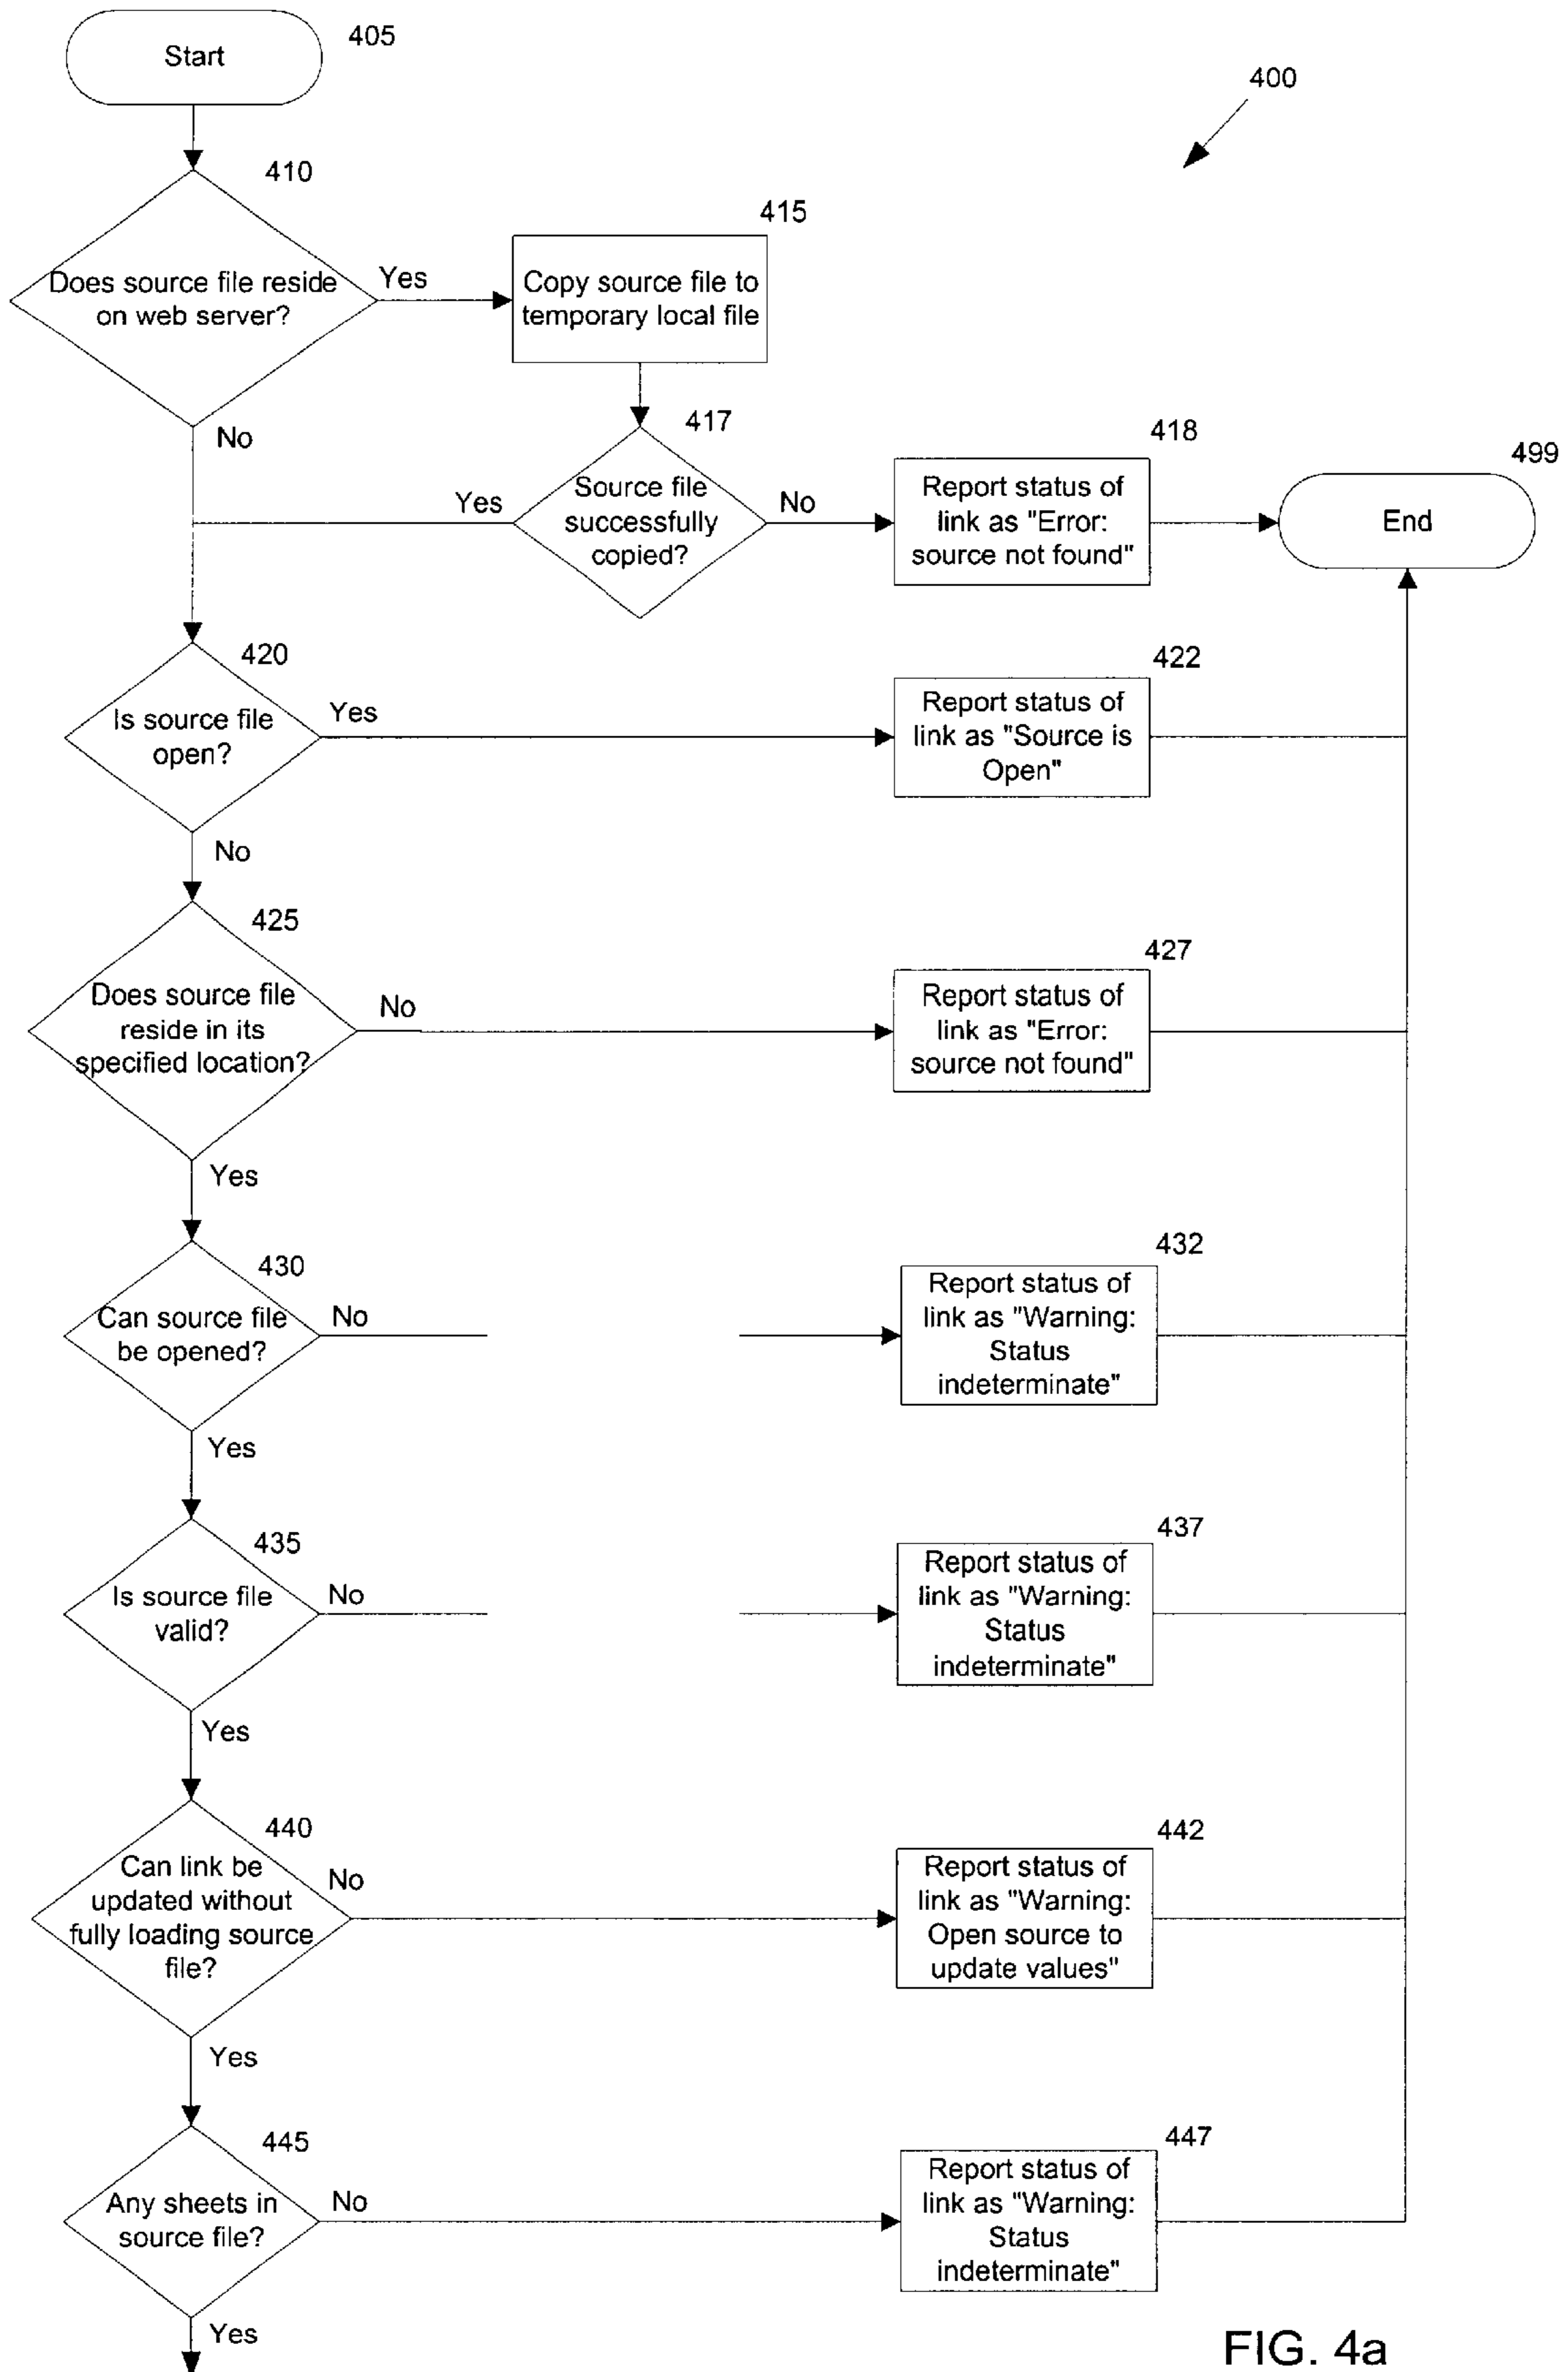 Start
405
400
410
Does source file reside
on web server?
Yes
No
415
Copy source file to
temporary local file
417
Source file
successfully
copied?
Yes
No
418
Report status of
link as "Error:
source not found"
499
End
420
Is source file
open?
Yes
No
422
Report status of
link as "Source is
Open"
425
Does source file
reside in its
specified location?
No
Yes
427
Report status of
link as "Error:
source not found"
430
Can source file
be opened?
No
Yes
432
Report status of
link as "Warning:
Status
indeterminate"
435
Is source file
valid?
No
Yes
437
Report status of
link as "Warning:
Status
indeterminate"
440
Can link be
updated without
fully loading source
file?
No
Yes
442
Report status of
link as "Warning:
Open source to
update values"
445
Any sheets in
source file?
No
Yes
447
Report status of
link as "Warning:
Status
indeterminate"
FIG. 4a